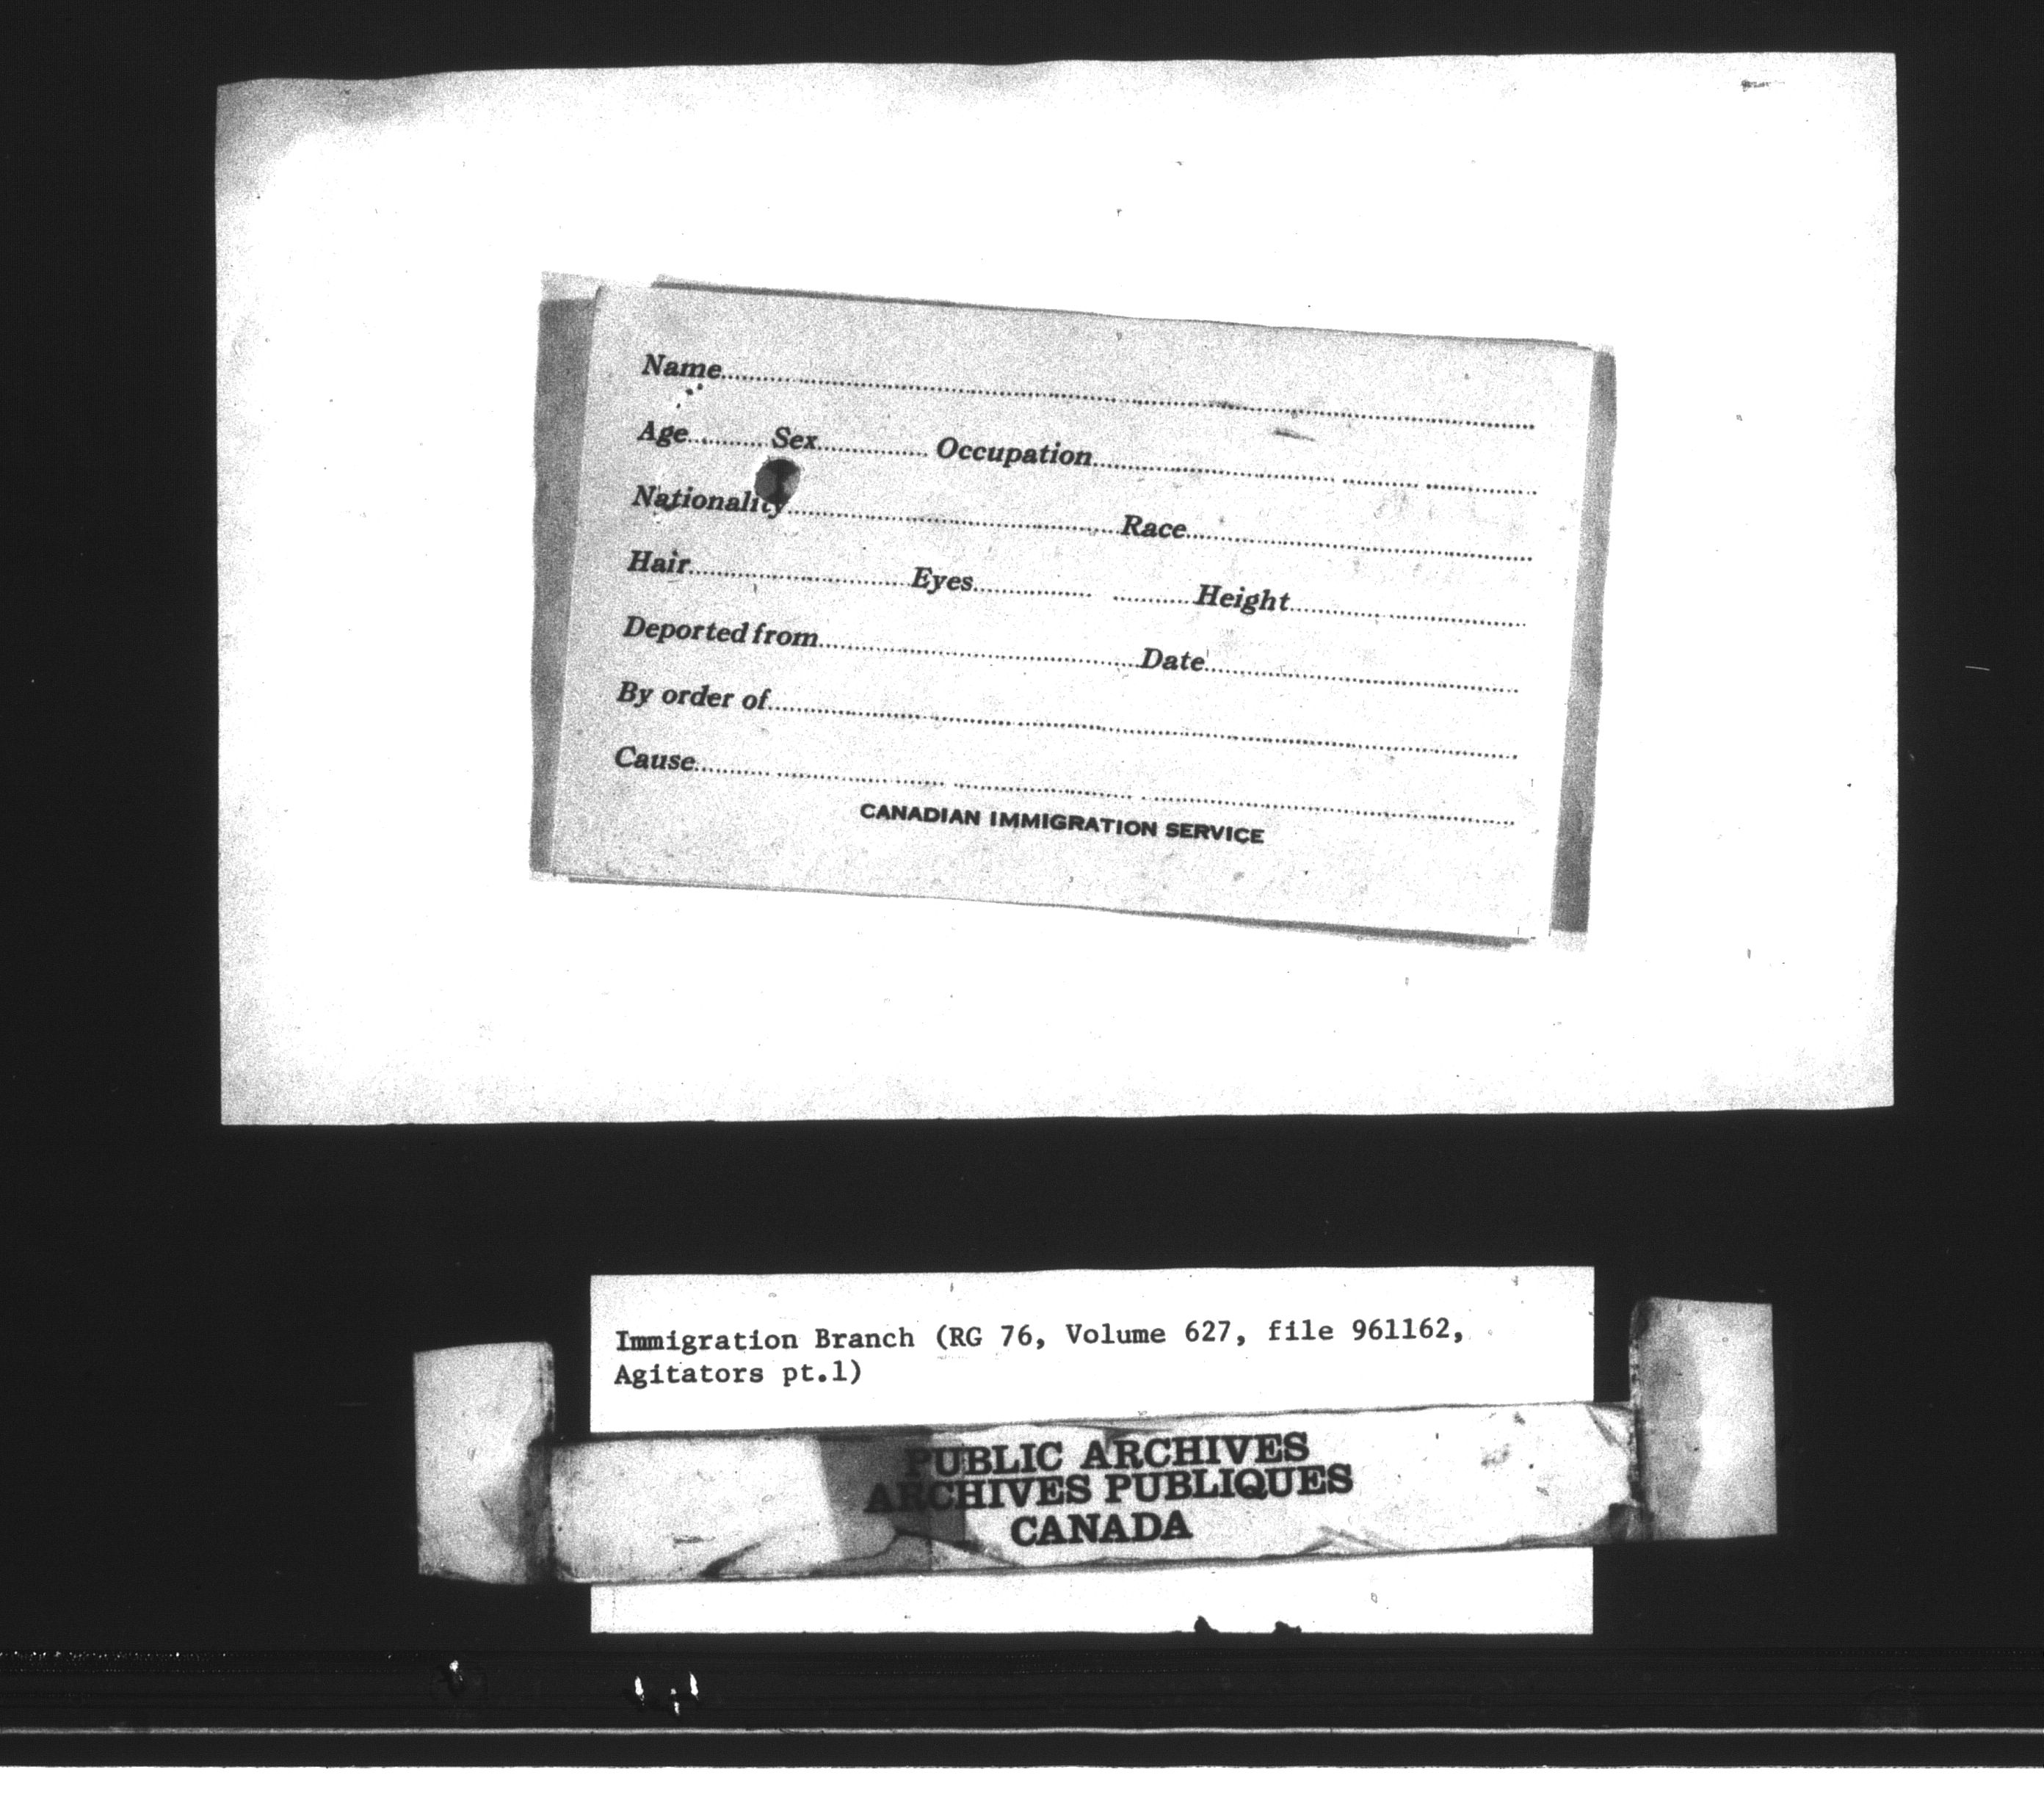 Name
Age Sex Occupation
Nationality Race
Hair Eyes Height
Deported from Date
By order of
Cause
CANADIAN IMMIGRATION SERVICE
Immigration Branch (RG 76, Volume 627, file 961162,
Agitators pt.1)
PUBLIC ARCHIVES
ARCHIVES PUBLIQUES
CANADA